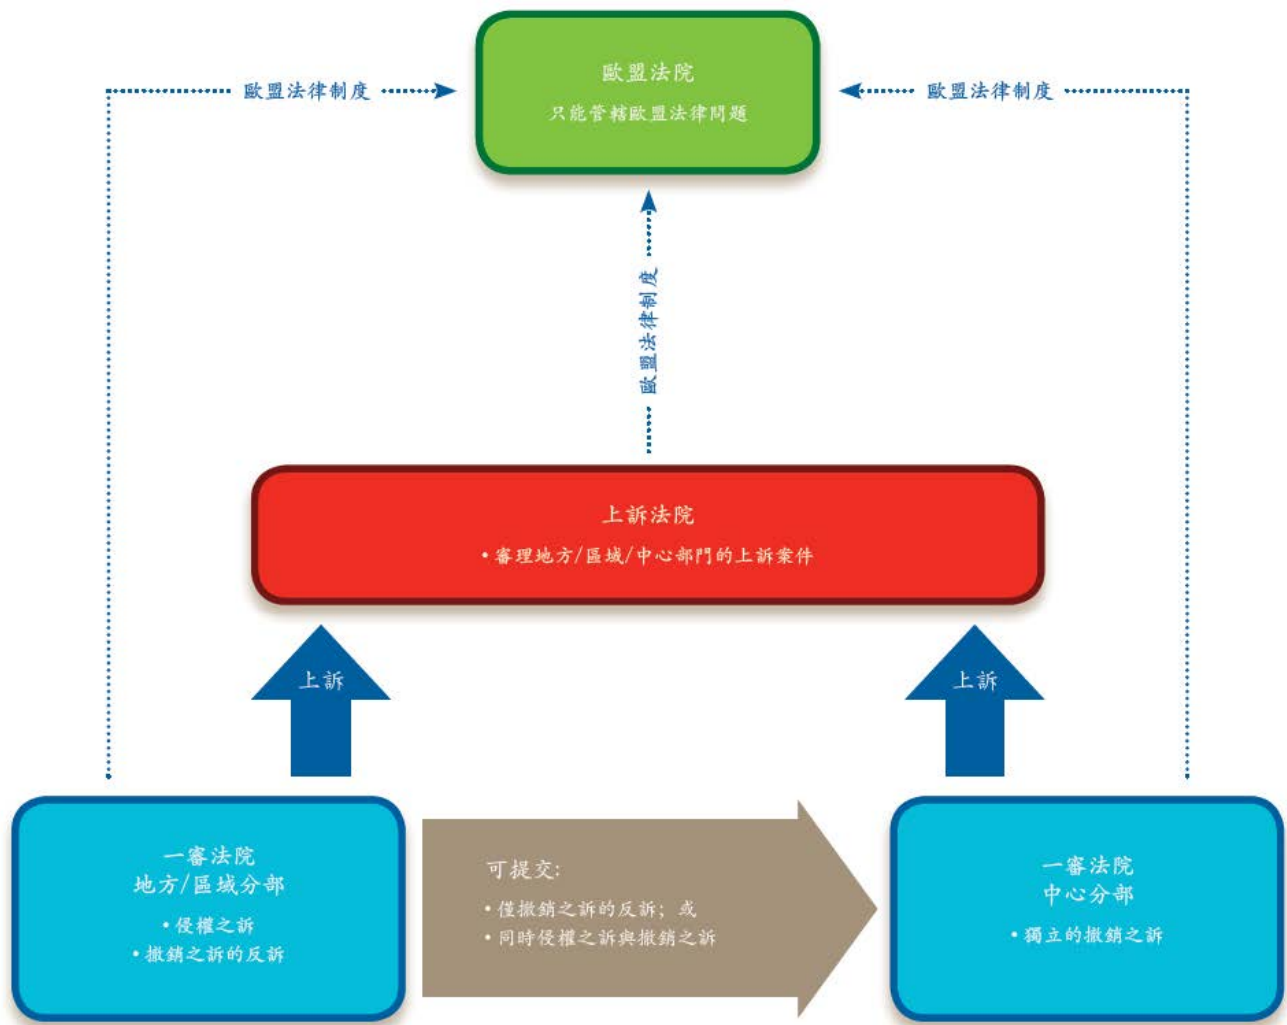 歐盟法院
只能管轄歐盟法律問題
歐盟法律制度
歐盟法律制度
歐盟法律制度
上訴法院
•審理地方/區域/中心部門的上訴案件
上訴
上訴
一審法院
地方/區域分部
•侵權之訴
•撤銷之訴的反訴
可提交:
•僅撤銷之訴的反訴；或
•同時侵權之訴與撤銷之訴
一審法院
中心分部
•獨立的撤銷之訴